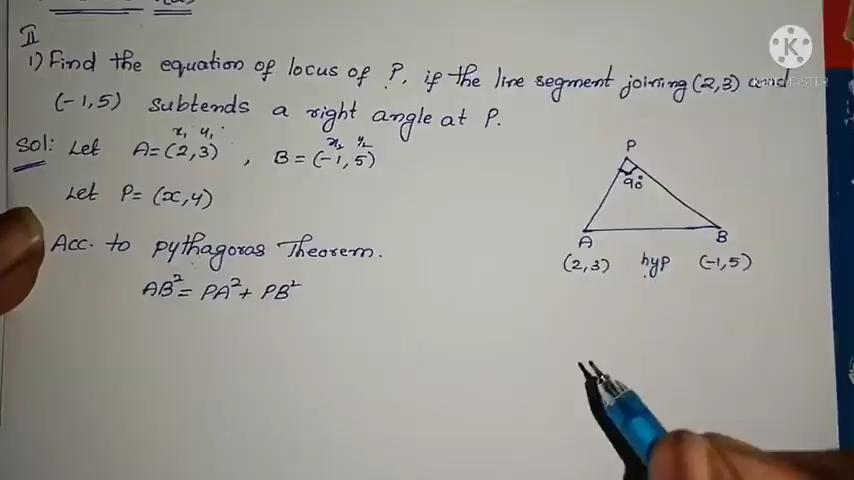 II
1) Find the equation of locus of P, if the line segment joining (2,3) and
(-1,5) subtends a right angle at P.
Sol: Let A=(2,3) , B=(-1,5)
x₁ y₁ x₂ y₂
Let P=(x,y)
Acc. to pythagoras Theorem.
AB²= PA²+ PB²
P
90°
A B
(2,3) hyp (-1,5)
K